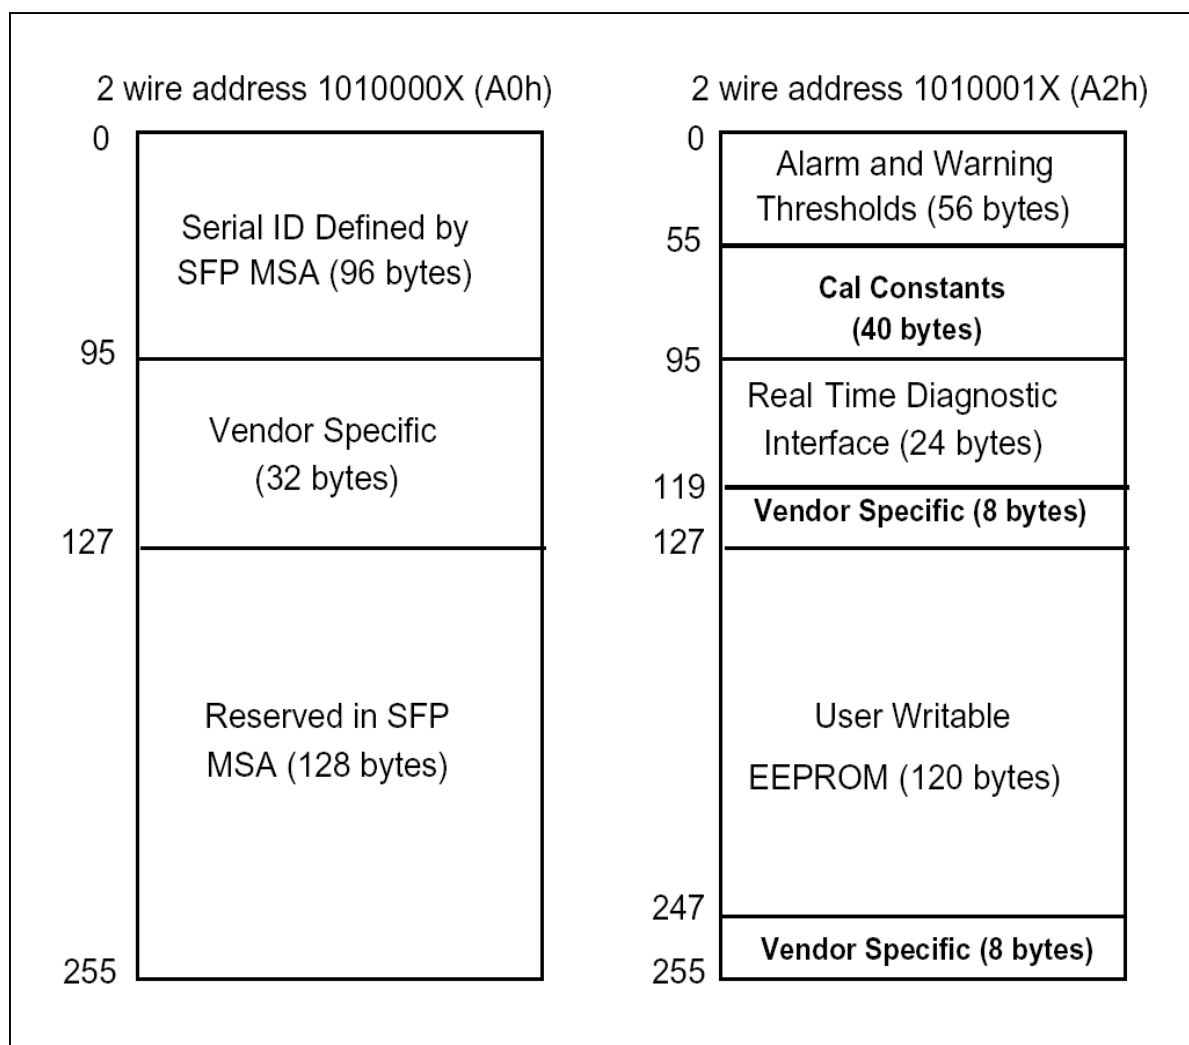 2 wire address 1010000X (A0h)
0
Serial ID Defined by
SFP MSA (96 bytes)
95
Vendor Specific
(32 bytes)
127
Reserved in SFP
MSA (128 bytes)
255
2 wire address 1010001X (A2h)
0
Alarm and Warning
Thresholds (56 bytes)
55
Cal Constants
(40 bytes)
95
Real Time Diagnostic
Interface (24 bytes)
119
Vendor Specific (8 bytes)
127
User Writable
EEPROM (120 bytes)
247
Vendor Specific (8 bytes)
255